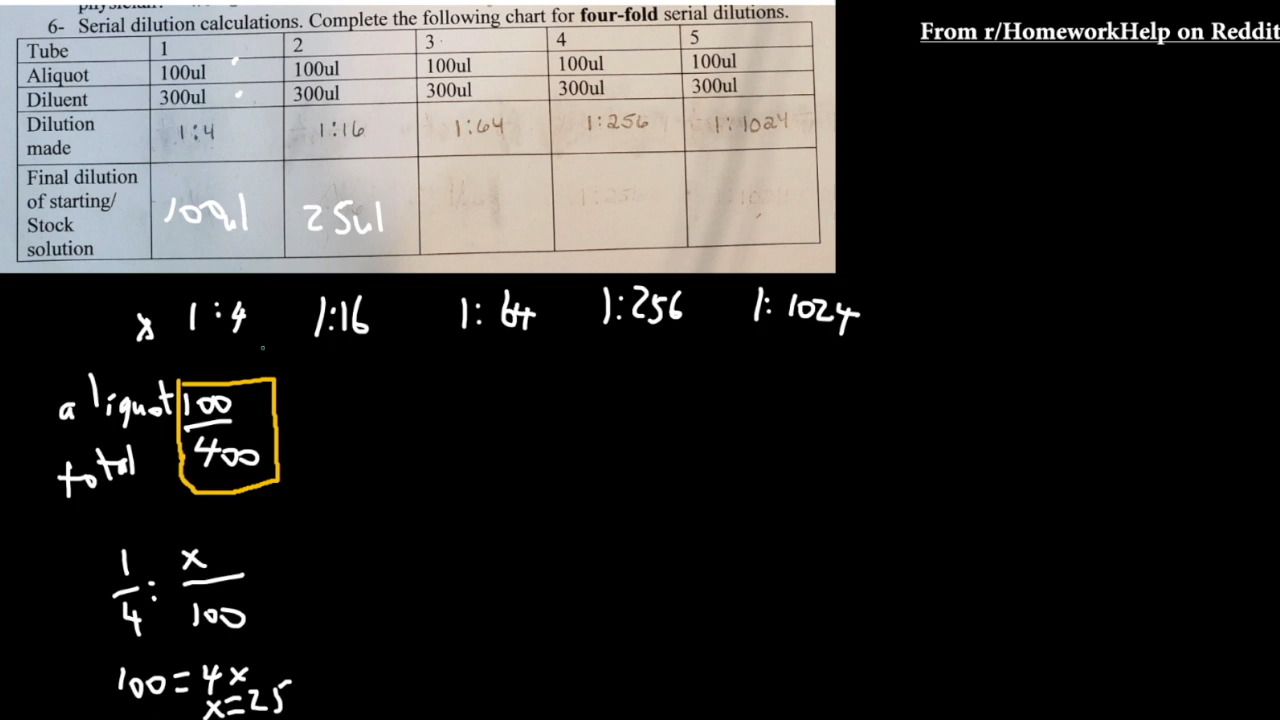 physician.
6- Serial dilution calculations. Complete the following chart for four-fold serial dilutions.
From r/HomeworkHelp on Reddit
Tube 1 2 3 4 5
Aliquot 100ul 100ul 100ul 100ul 100ul
Diluent 300ul 300ul 300ul 300ul 300ul
Dilution made 1:4 1:16 1:64 1:256 1:1024
Final dilution
of starting/
Stock
solution
100ul 25ul
x 1:4 1:16 1:64 1:256 1:1024
aliquot 100
total 400
1 x
4 : 100
100=4x
x=25